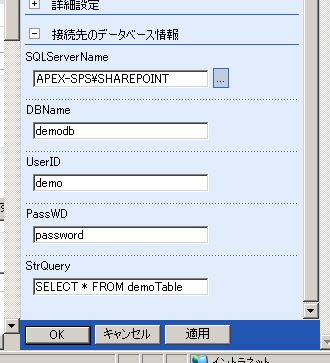 詳細設定
接続先のデータベース情報
SQLServerName
APEX-SPS¥SHAREPOINT
...
DBName
demodb
UserID
demo
PassWD
password
StrQuery
SELECT * FROM demoTable
OK キャンセル 適用
イントラネット